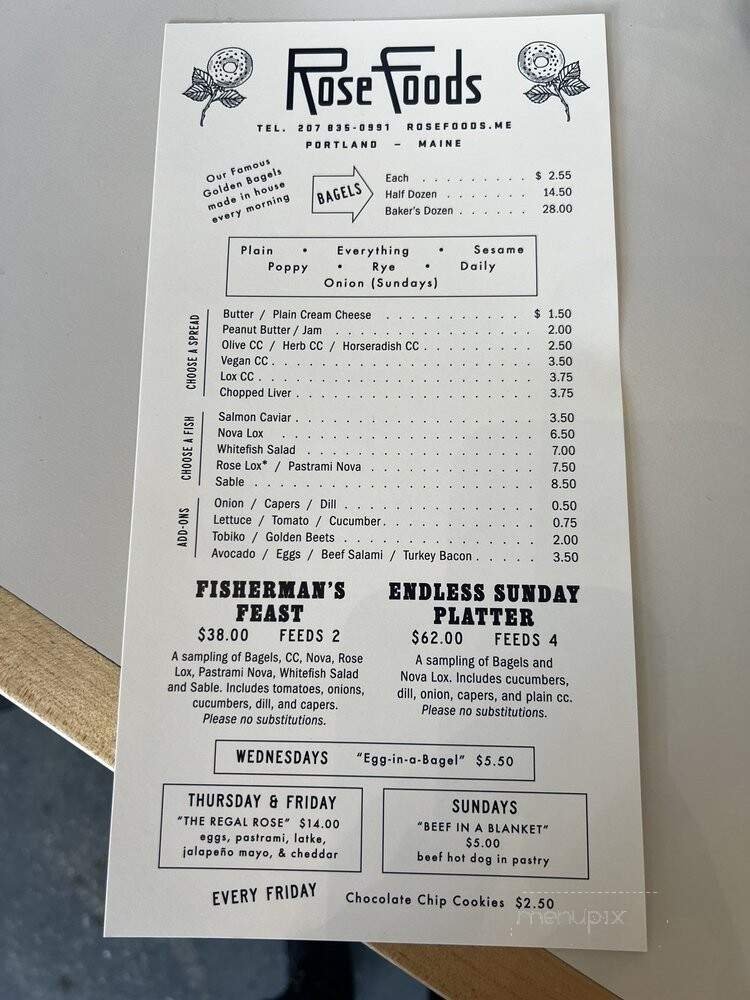 Rose Foods
TEL. 207 835-0991 ROSEFOODS.ME
PORTLAND – MAINE
Our Famous
Golden Bagels
made in house
every morning
BAGELS
Each . . . . . . . . . . $ 2.55
Half Dozen . . . . . . . 14.50
Baker's Dozen . . . . . . 28.00
Plain • Everything • Sesame
Poppy • Rye • Daily
Onion (Sundays)
CHOOSE A SPREAD
Butter / Plain Cream Cheese . . . . . . . . . . . $ 1.50
Peanut Butter / Jam . . . . . . . . . . . . . . . 2.00
Olive CC / Herb CC / Horseradish CC . . . . . . . . 2.50
Vegan CC . . . . . . . . . . . . . . . . . . . . 3.50
Lox CC . . . . . . . . . . . . . . . . . . . . . 3.75
Chopped Liver . . . . . . . . . . . . . . . . . . 3.75
CHOOSE A FISH
Salmon Caviar . . . . . . . . . . . . . . . . . . 3.50
Nova Lox . . . . . . . . . . . . . . . . . . . 6.50
Whitefish Salad . . . . . . . . . . . . . . . . . 7.00
Rose Lox* / Pastrami Nova . . . . . . . . . . . . 7.50
Sable . . . . . . . . . . . . . . . . . . . . . 8.50
ADD-ONS
Onion / Capers / Dill . . . . . . . . . . . . . . 0.50
Lettuce / Tomato / Cucumber . . . . . . . . . . . . 0.75
Tobiko / Golden Beets . . . . . . . . . . . . . . 2.00
Avocado / Eggs / Beef Salami / Turkey Bacon . . . . . 3.50
FISHERMAN'S
FEAST
$38.00 FEEDS 2
A sampling of Bagels, CC, Nova, Rose
Lox, Pastrami Nova, Whitefish Salad
and Sable. Includes tomatoes, onions,
cucumbers, dill, and capers.
Please no substitutions.
ENDLESS SUNDAY
PLATTER
$62.00 FEEDS 4
A sampling of Bagels and
Nova Lox. Includes cucumbers,
dill, onion, capers, and plain cc.
Please no substitutions.
WEDNESDAYS "Egg-in-a-Bagel" $5.50
THURSDAY & FRIDAY
"THE REGAL ROSE" $14.00
eggs, pastrami, latke,
jalapeño mayo, & cheddar
SUNDAYS
"BEEF IN A BLANKET"
$5.00
beef hot dog in pastry
EVERY FRIDAY Chocolate Chip Cookies $2.50
menupix